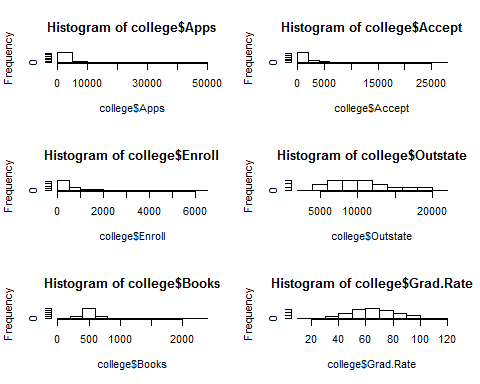 Histogram of college$Apps
Frequency
0
0 10000 30000 50000
college$Apps
Histogram of college$Accept
Frequency
0
0 5000 15000 25000
college$Accept
Histogram of college$Enroll
Frequency
0
0 2000 4000 6000
college$Enroll
Histogram of college$Outstate
Frequency
0
5000 10000 20000
college$Outstate
Histogram of college$Books
Frequency
0
0 500 1000 2000
college$Books
Histogram of college$Grad.Rate
Frequency
0
20 40 60 80 100 120
college$Grad.Rate